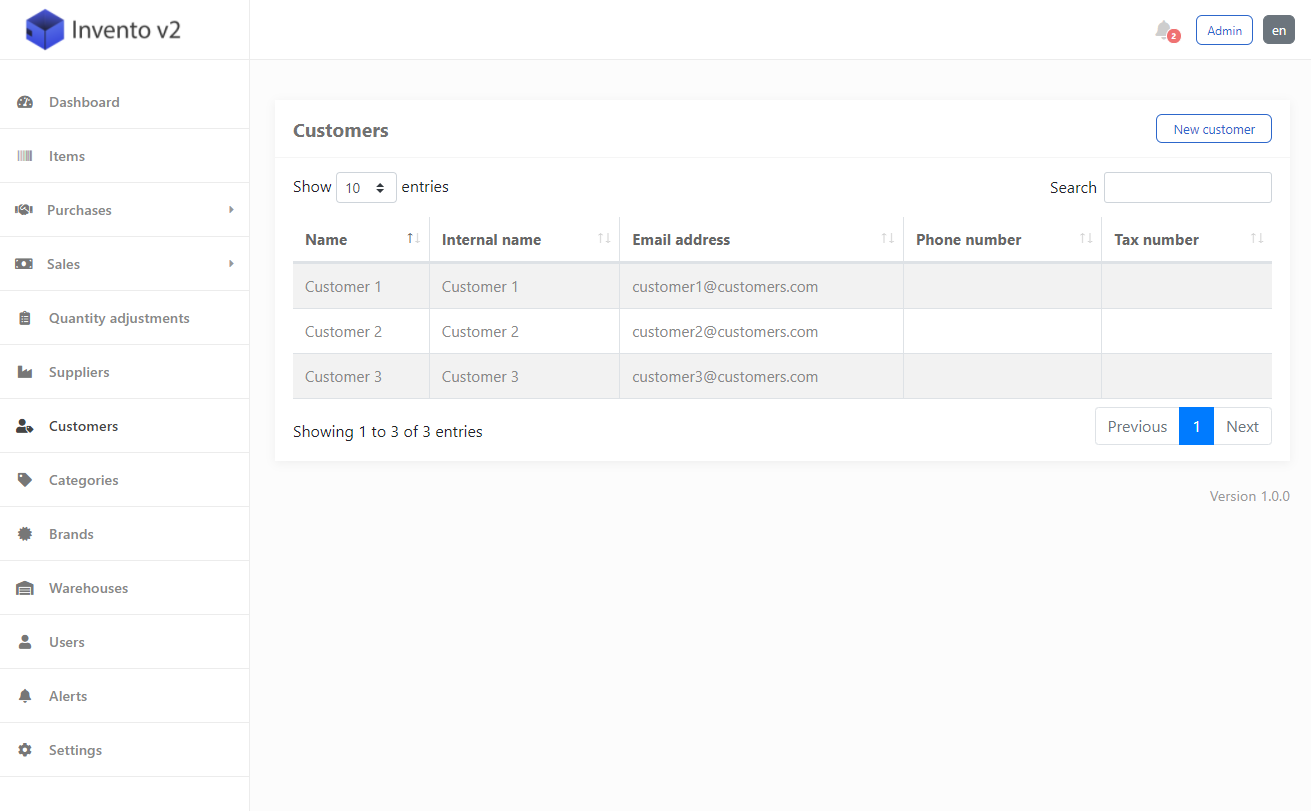 Invento v2
2
Admin
en
Dashboard
Items
Purchases
Sales
Quantity adjustments
Suppliers
Customers
Categories
Brands
Warehouses
Users
Alerts
Settings
Customers
New customer
Show 10 entries
Search
Name Internal name Email address Phone number Tax number
Customer 1 Customer 1 customer1@customers.com
Customer 2 Customer 2 customer2@customers.com
Customer 3 Customer 3 customer3@customers.com
Showing 1 to 3 of 3 entries
Previous 1 Next
Version 1.0.0